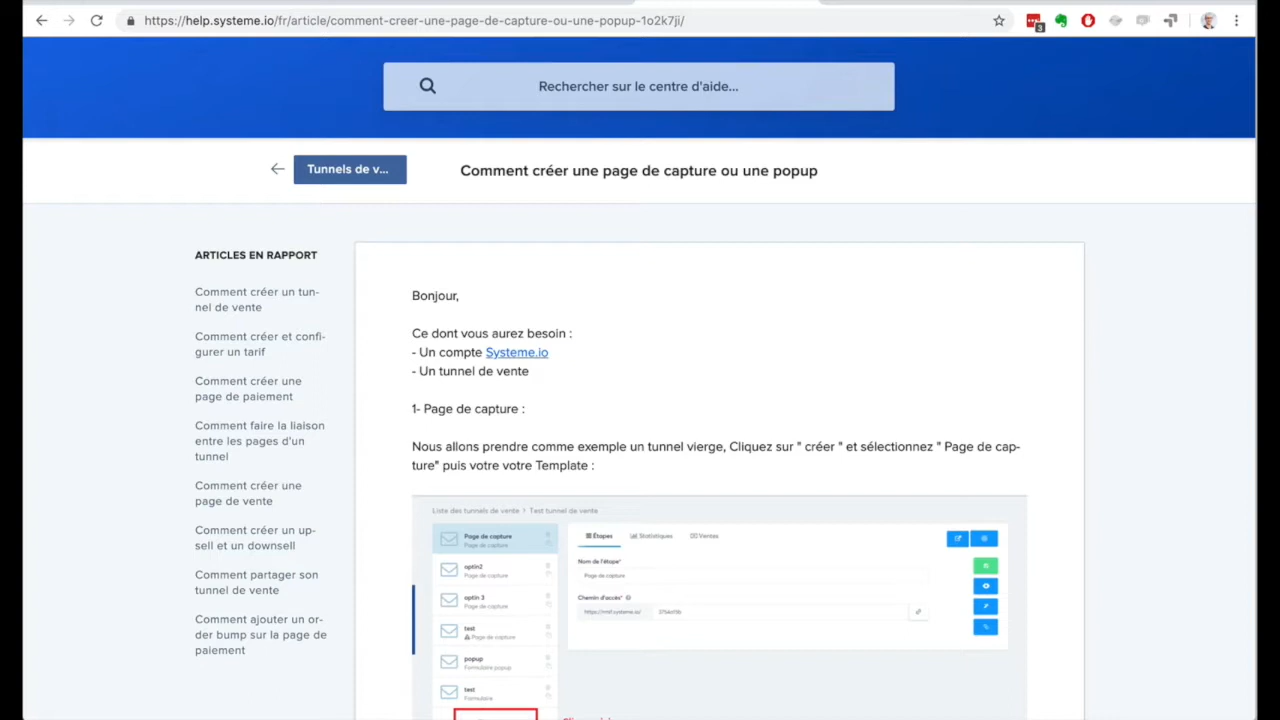 https://help.systeme.io/fr/article/comment-creer-une-page-de-capture-ou-une-popup-1o2k7ji/
3
Rechercher sur le centre d'aide...
Tunnels de v...
Comment créer une page de capture ou une popup
ARTICLES EN RAPPORT
Comment créer un tun-
nel de vente
Comment créer et confi-
gurer un tarif
Comment créer une
page de paiement
Comment faire la liaison
entre les pages d'un
tunnel
Comment créer une
page de vente
Comment créer un up-
sell et un downsell
Comment partager son
tunnel de vente
Comment ajouter un or-
der bump sur la page de
paiement
Bonjour,
Ce dont vous aurez besoin :
- Un compte Systeme.io
- Un tunnel de vente
1- Page de capture :
Nous allons prendre comme exemple un tunnel vierge, Cliquez sur " créer " et sélectionnez " Page de cap-
ture" puis votre votre Template :
Liste des tunnels de vente > Test tunnel de vente
Page de capture
Page de capture
optin2
Page de capture
optin 3
Page de capture
test
Page de capture
popup
Formulaire popup
test
Formulaire
Étapes Statistiques Ventes
Nom de l'étape*
Page de capture
Chemin d'accès*